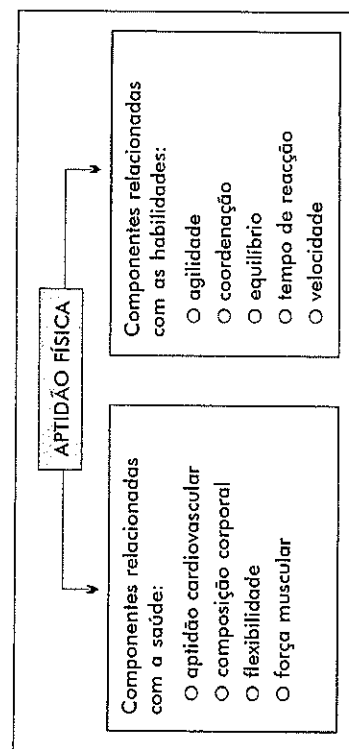 APTIDÃO FÍSICA
Componentes relacionadas
com a saúde:
○ aptidão cardiovascular
○ composição corporal
○ flexibilidade
○ força muscular
Componentes relacionadas
com as habilidades:
○ agilidade
○ coordenação
○ equilíbrio
○ tempo de reacção
○ velocidade